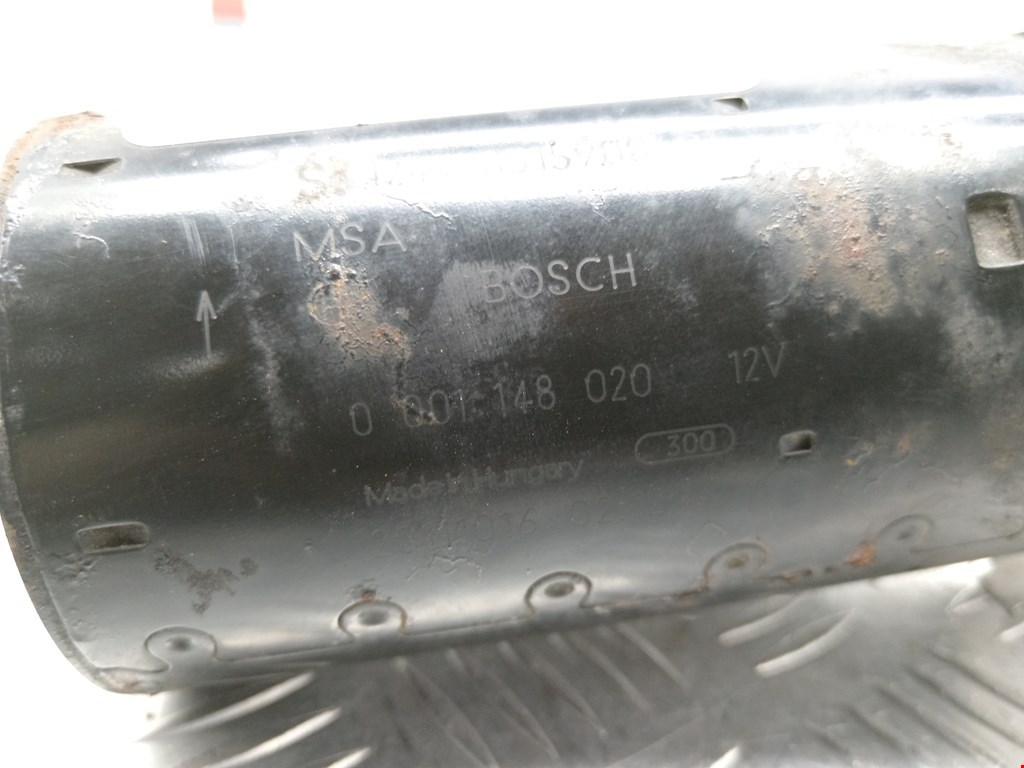 MSA
BOSCH
0 001 148 020 12V
300
Made in Hungary